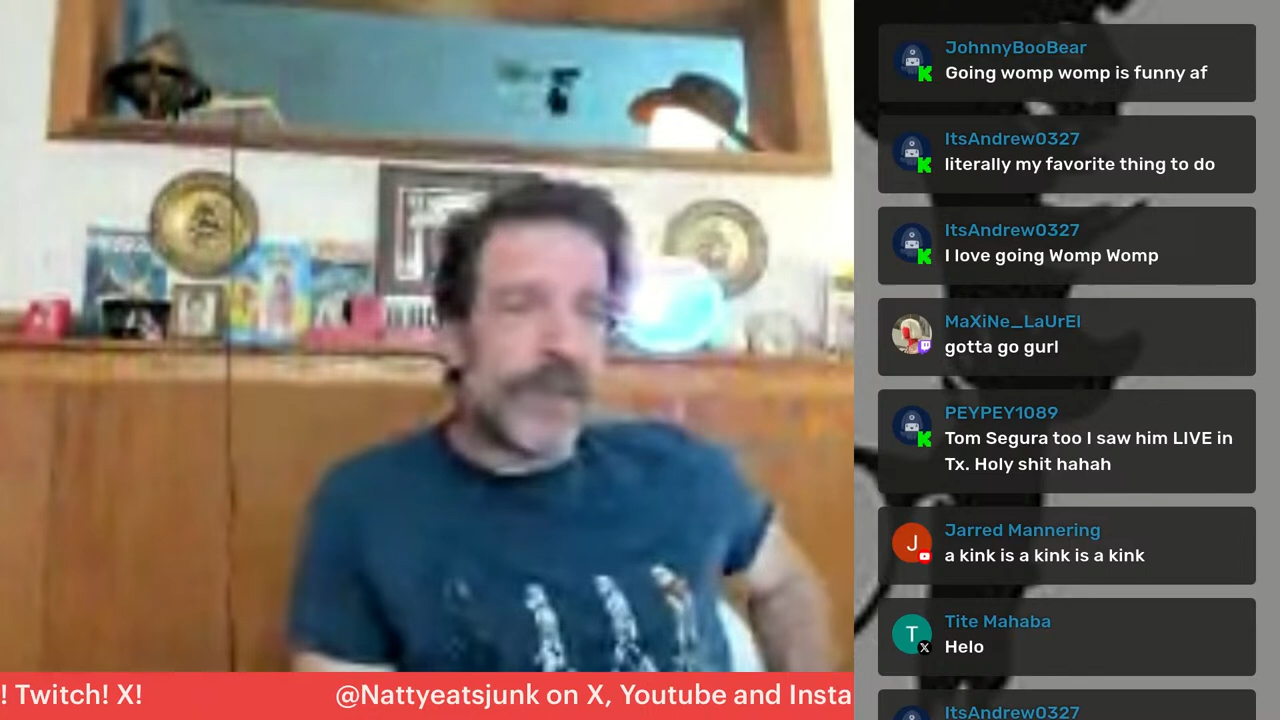 JohnnyBooBear
Going womp womp is funny af
ItsAndrew0327
literally my favorite thing to do
ItsAndrew0327
I love going Womp Womp
MaXiNe_LaUrEl
gotta go gurl
PEYPEY1089
Tom Segura too I saw him LIVE in
Tx. Holy shit hahah
J
Jarred Mannering
a kink is a kink is a kink
T
Tite Mahaba
Helo
ItsAndrew0327
! Twitch! X!
@Nattyeatsjunk on X, Youtube and Insta